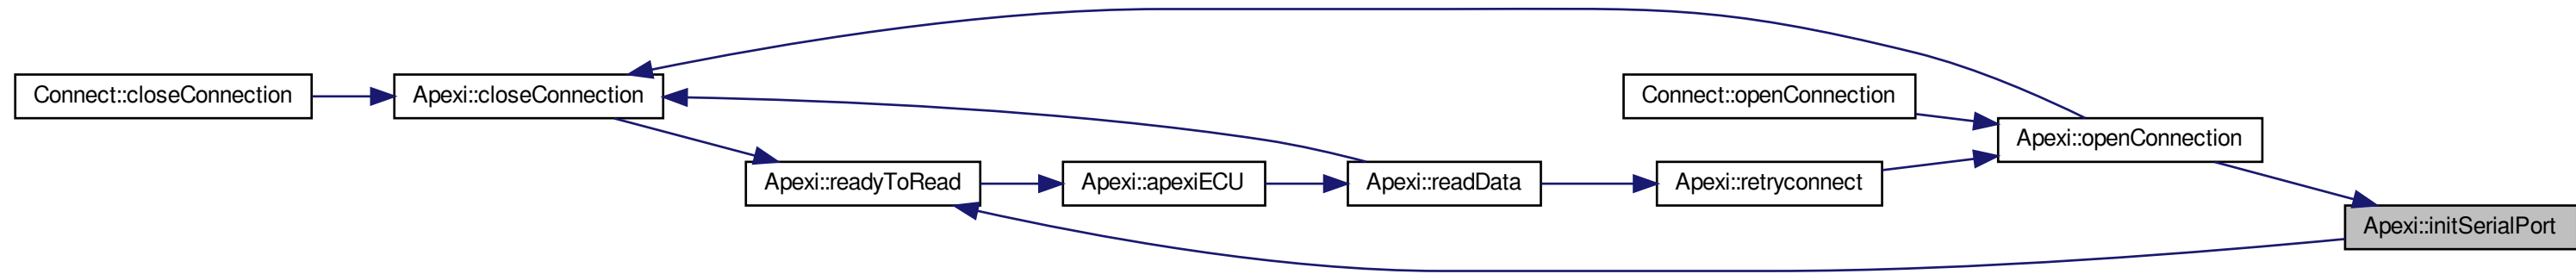 Connect::closeConnection
Apexi::closeConnection
Connect::openConnection
Apexi::openConnection
Apexi::readyToRead
Apexi::apexiECU
Apexi::readData
Apexi::retryconnect
Apexi::initSerialPort